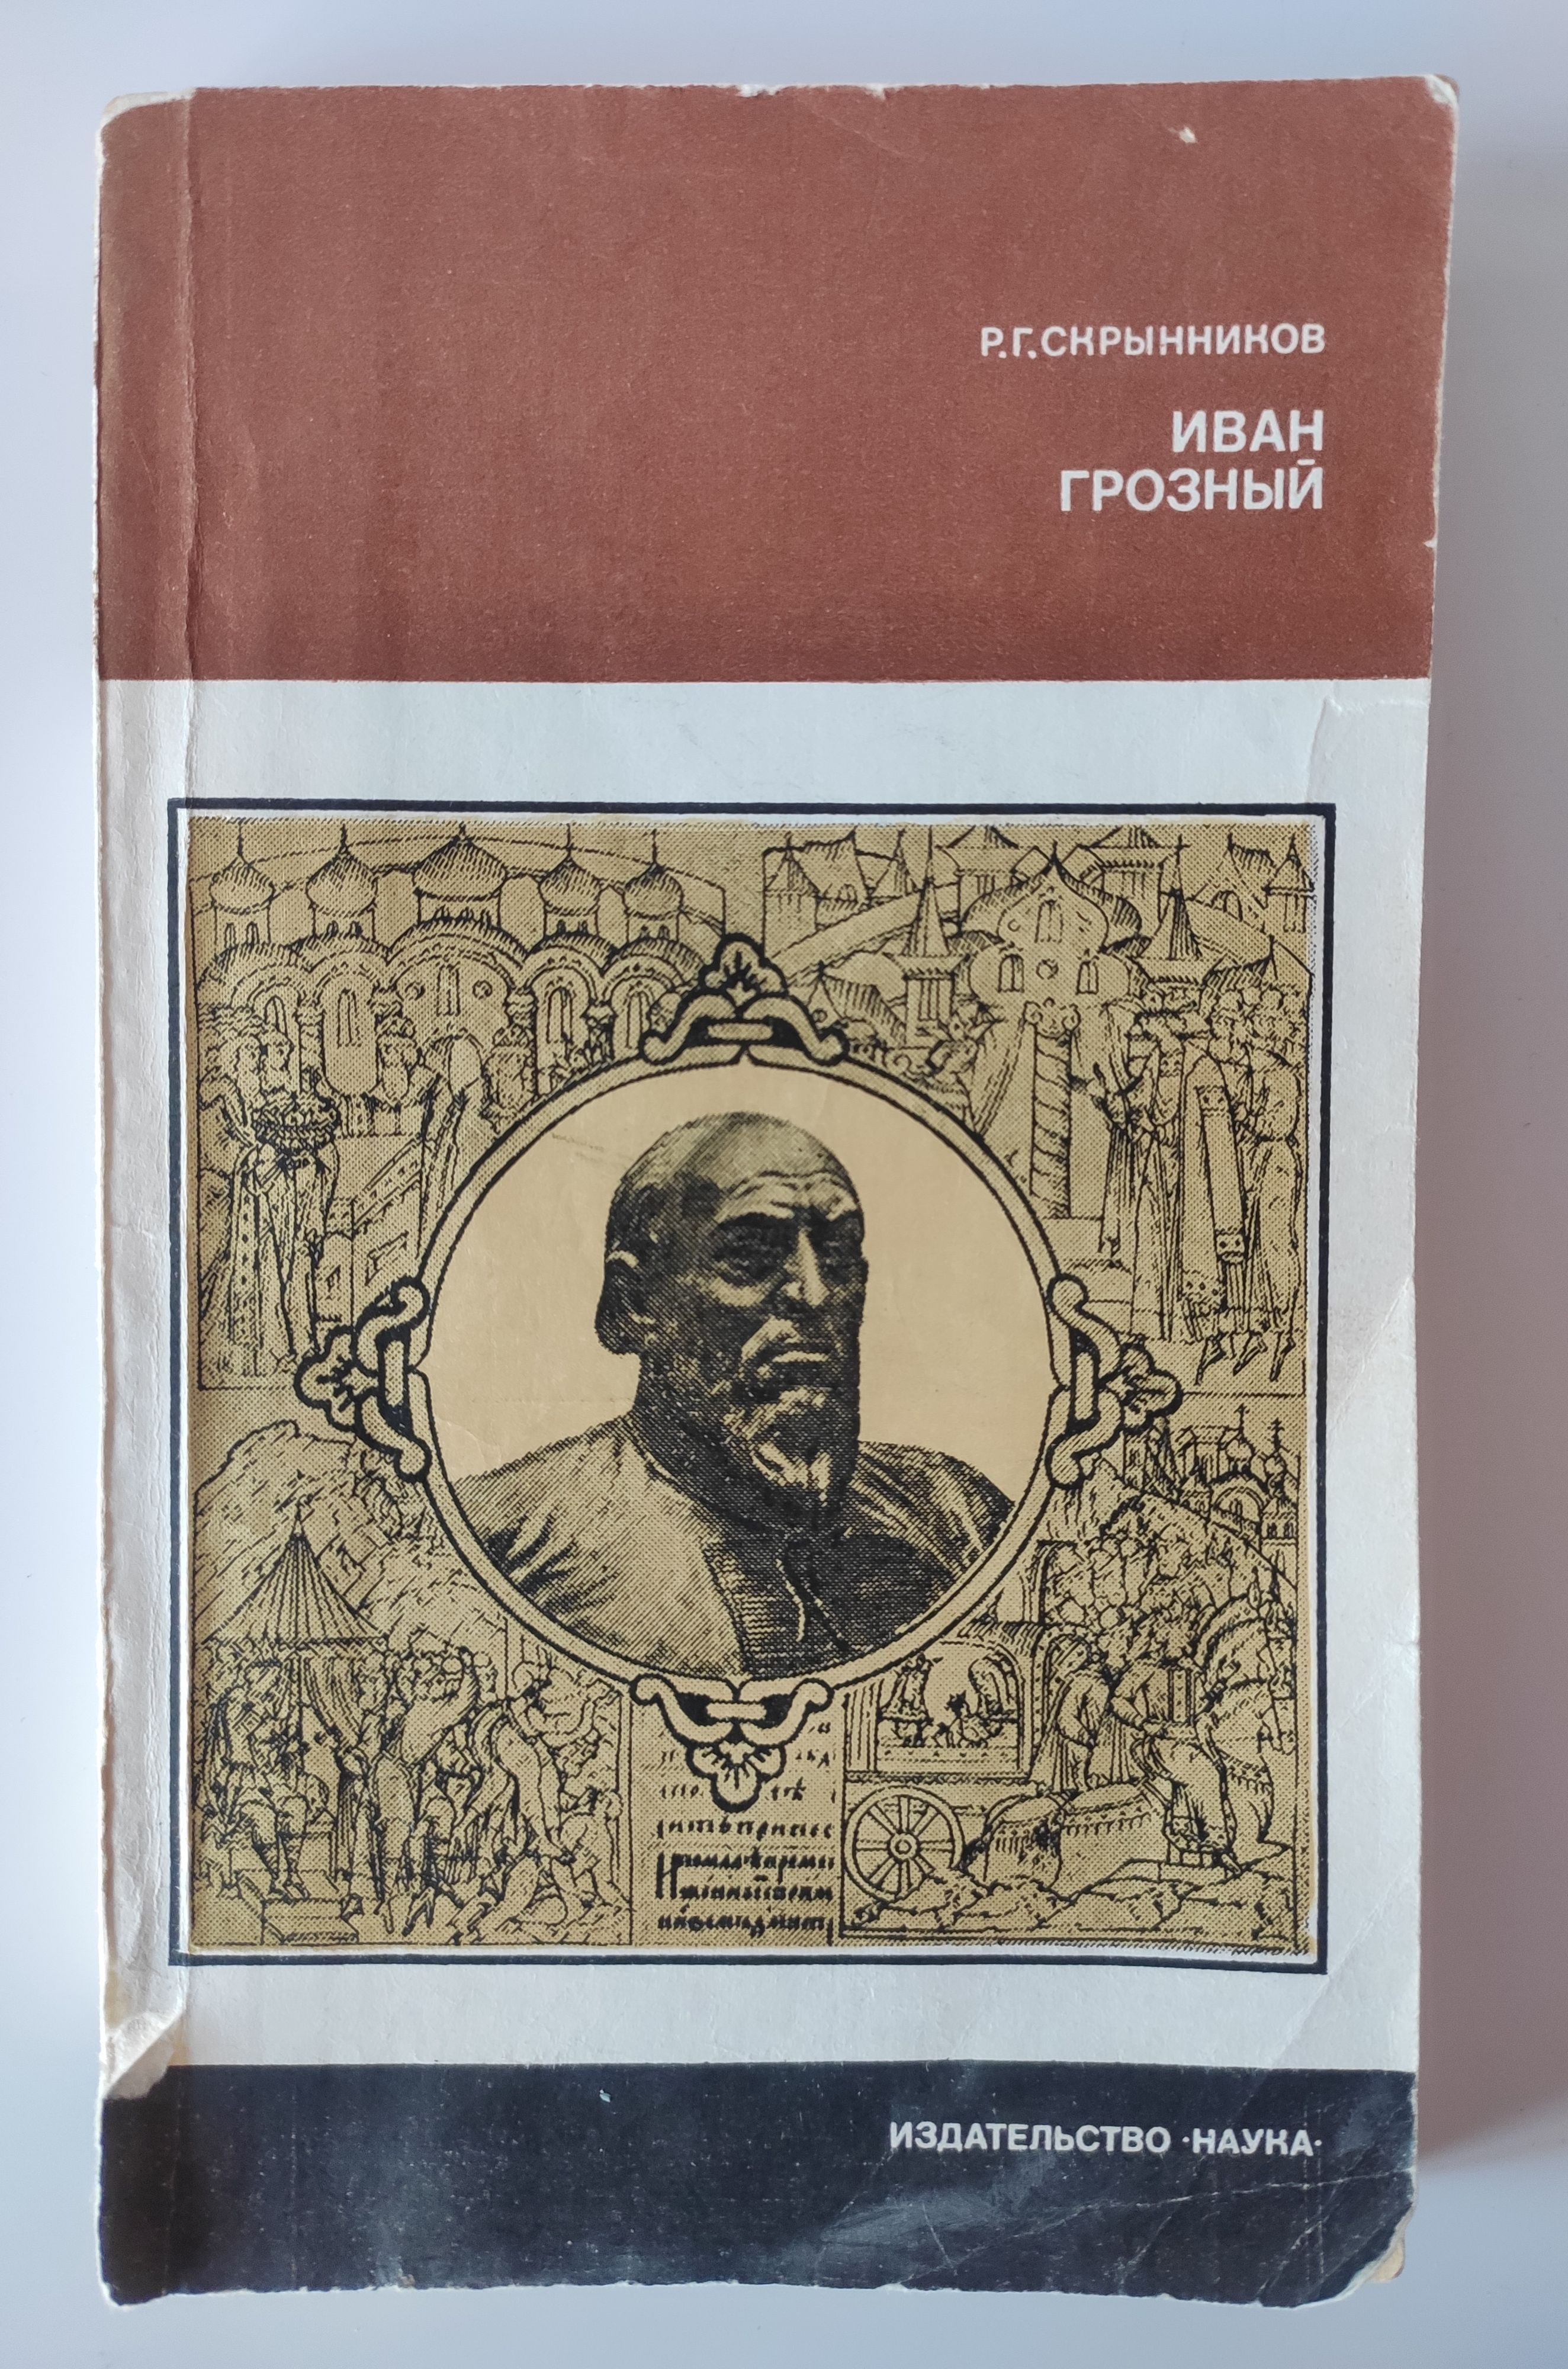 Р.Г.СКРЫННИКОВ
ИВАН
ГРОЗНЫЙ
ИЗДАТЕЛЬСТВО ·НАУКА·